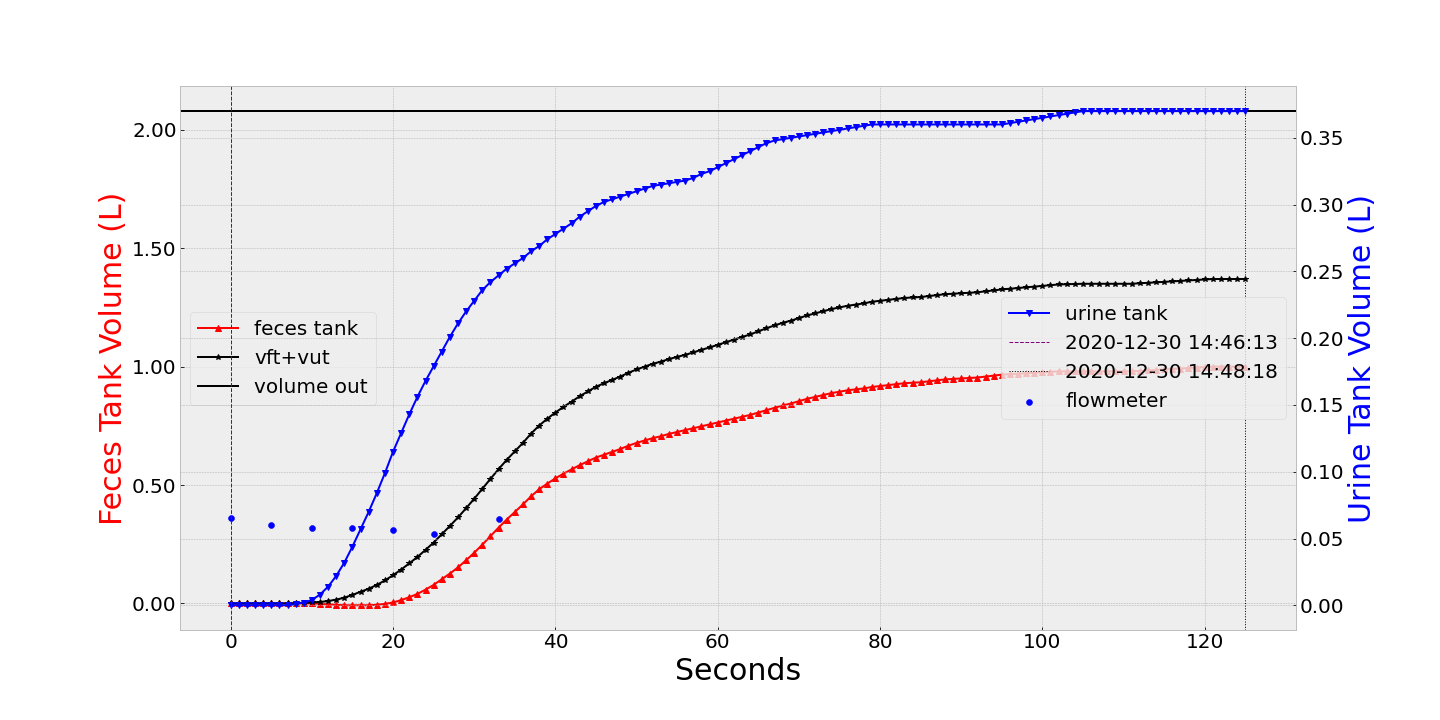 Feces Tank Volume (L)
2.00
1.50
1.00
0.50
0.00
feces tank
vft+vut
volume out
urine tank
2020-12-30 14:46:13
2020-12-30 14:48:18
flowmeter
0.35
0.30
0.25
0.20
0.15
0.10
0.05
0.00
Urine Tank Volume (L)
0 20 40 60 80 100 120
Seconds